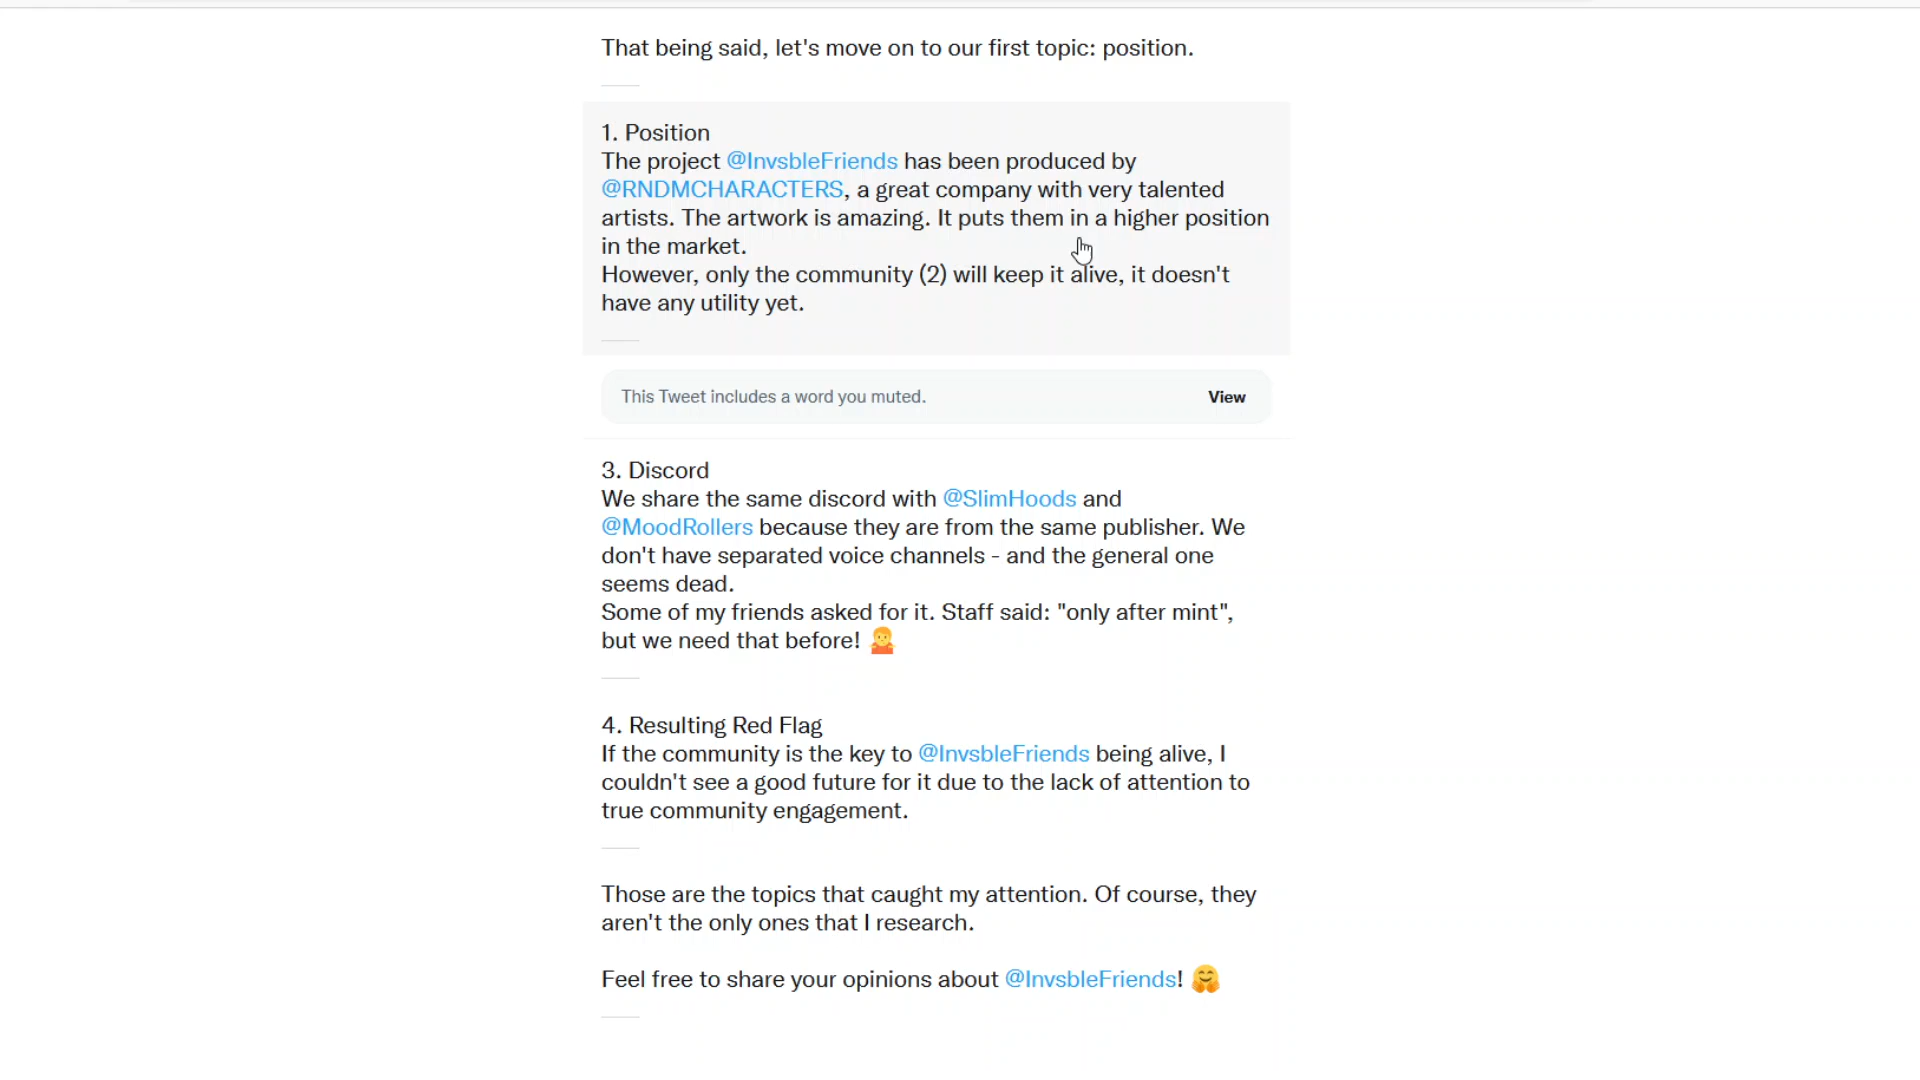 That being said, let's move on to our first topic: position.
1. Position
The project @InvsbleFriends has been produced by
@RNDMCHARACTERS, a great company with very talented
artists. The artwork is amazing. It puts them in a higher position
in the market.
However, only the community (2) will keep it alive, it doesn't
have any utility yet.
This Tweet includes a word you muted.
View
3. Discord
We share the same discord with @SlimHoods and
@MoodRollers because they are from the same publisher. We
don't have separated voice channels - and the general one
seems dead.
Some of my friends asked for it. Staff said: "only after mint",
but we need that before! 🤷
4. Resulting Red Flag
If the community is the key to @InvsbleFriends being alive, I
couldn't see a good future for it due to the lack of attention to
true community engagement.
Those are the topics that caught my attention. Of course, they
aren't the only ones that I research.
Feel free to share your opinions about @InvsbleFriends! 🤗